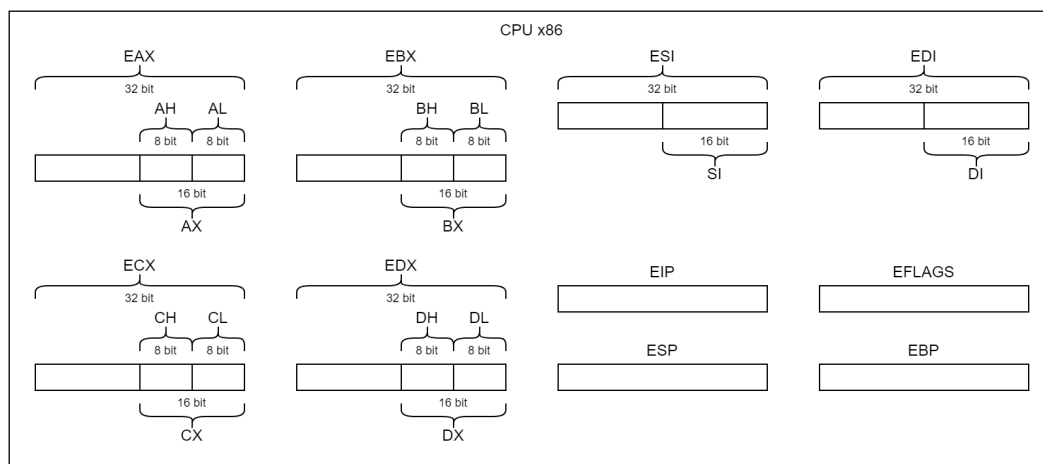 CPU x86
EAX
32 bit
AH AL
8 bit 8 bit
16 bit
AX
EBX
32 bit
BH BL
8 bit 8 bit
16 bit
BX
ESI
32 bit
16 bit
SI
EDI
32 bit
16 bit
DI
ECX
32 bit
CH CL
8 bit 8 bit
16 bit
CX
EDX
32 bit
DH DL
8 bit 8 bit
16 bit
DX
EIP
EFLAGS
ESP
EBP